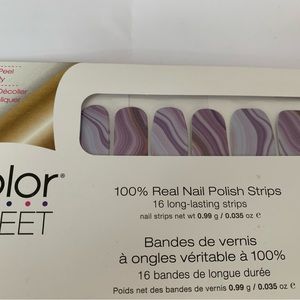 Peel
Décoller
liquer
olor®
EET
100% Real Nail Polish Strips
16 long-lasting strips
nail strips net wt 0.99 g / 0.035 oz ℮
Bandes de vernis
à ongles véritable à 100%
16 bandes de longue durée
Poids net des bandes de vernis 0.99 g / 0.035 oz ℮